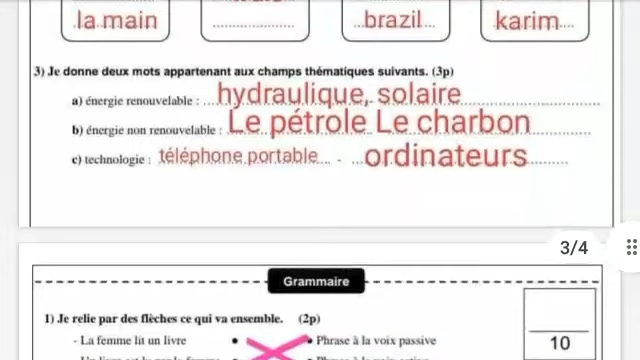 la main
brazil
karim
3) Je donne deux mots appartenant aux champs thématiques suivants. (3p)
a) énergie renouvelable : hydraulique, - solaire
b) énergie non renouvelable : Le pétrole Le charbon
c) technologie : téléphone portable - ordinateurs
3/4
Grammaire
1) Je relie par des flèches ce qui va ensemble. (2p)
- La femme lit un livre • • Phrase à la voix passive
10